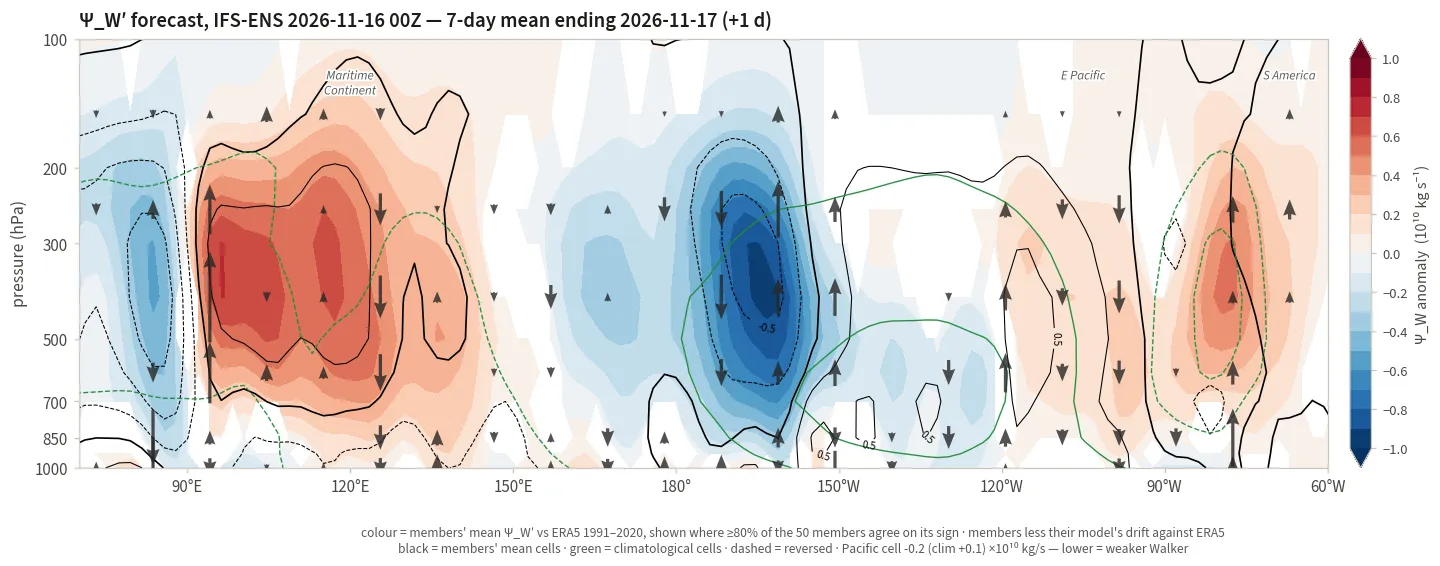 Ψ_W′ forecast, IFS-ENS 2026-11-16 00Z — 7-day mean ending 2026-11-17 (+1 d)
100
200
300
400
500
700
850
1000
pressure (hPa)
Maritime
Continent
E Pacific
S America
-0.5
0.5
0.5
0.5
0.5
90°E
120°E
150°E
180°
150°W
120°W
90°W
60°W
1.0
0.8
0.6
0.4
0.2
0.0
−0.2
−0.4
−0.6
−0.8
−1.0
Ψ_W anomaly (10¹⁰ kg s⁻¹)
colour = members' mean Ψ_W′ vs ERA5 1991–2020, shown where ≥80% of the 50 members agree on its sign · members less their model's drift against ERA5
black = members' mean cells · green = climatological cells · dashed = reversed · Pacific cell -0.2 (clim +0.1) ×10¹⁰ kg/s — lower = weaker Walker